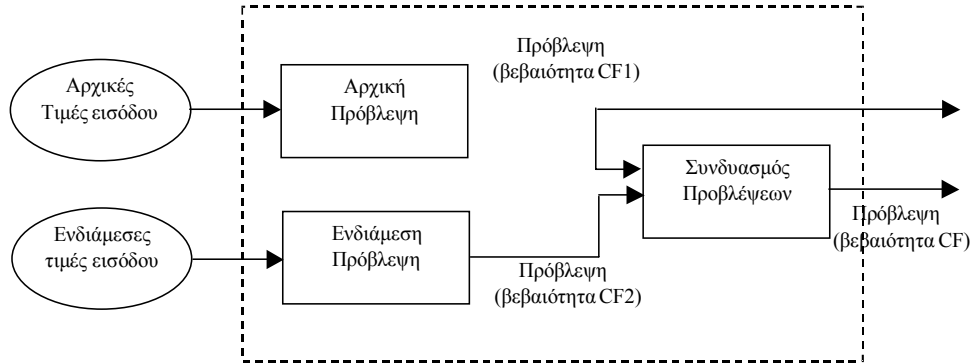 Πρόβλεψη
(βεβαιότητα CF1)
Αρχικές
Τιμές εισόδου
Αρχική
Πρόβλεψη
Συνδυασμός
Προβλέψεων
Ενδιάμεσες
τιμές εισόδου
Ενδιάμεση
Πρόβλεψη
Πρόβλεψη
(βεβαιότητα CF2)
Πρόβλεψη
(βεβαιότητα CF)